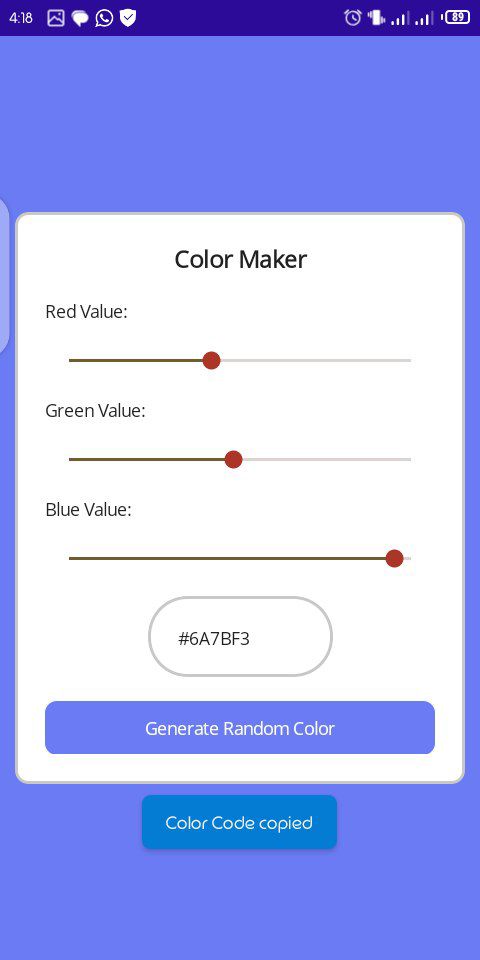 4:18
89
Color Maker
Red Value:
Green Value:
Blue Value:
#6A7BF3
Generate Random Color
Color Code copied